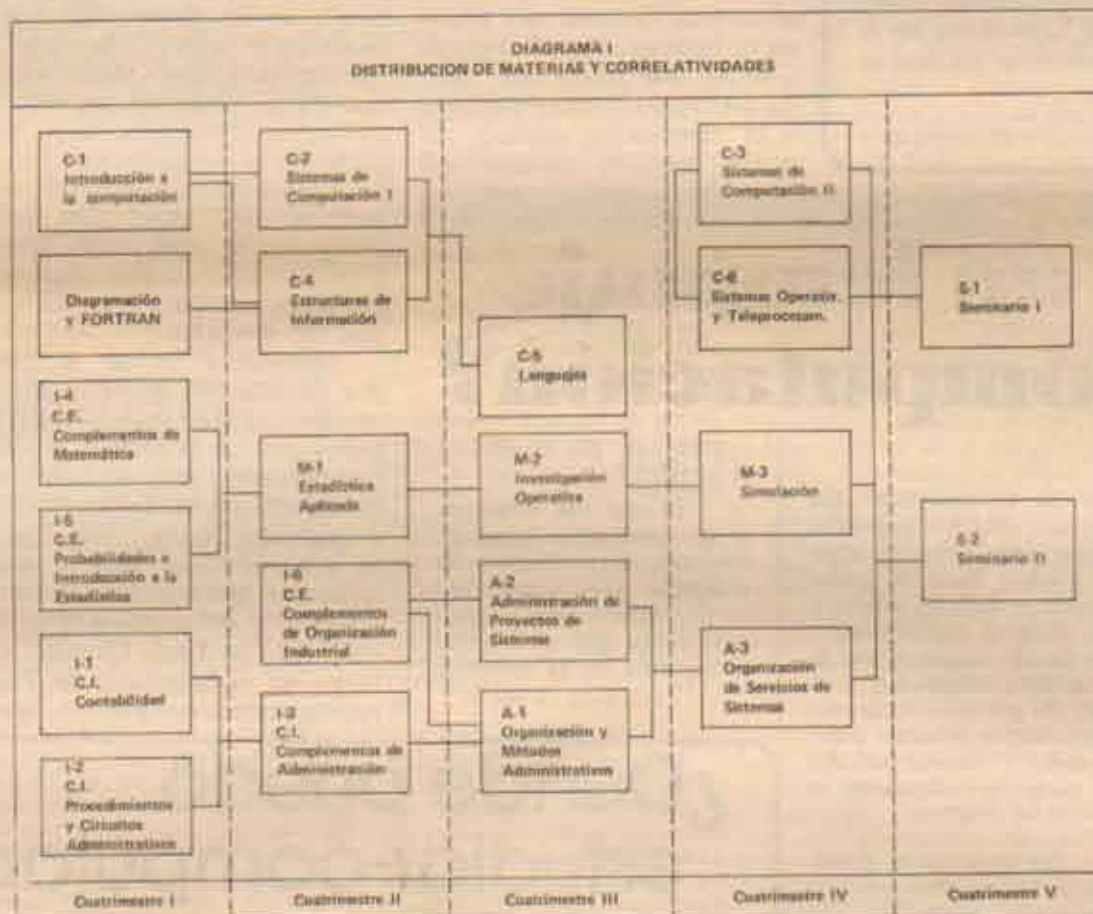 DIAGRAMA I
DISTRIBUCION DE MATERIAS Y CORRELATIVIDADES
C-1
Introducción a
la computación
Diagramación
y FORTRAN
I-4
C.E.
Complementos de
Matemática
I-5
C.E.
Probabilidades e
Introducción a la
Estadística
I-1
C.I.
Contabilidad
I-2
C.I.
Procedimientos
y Circuitos
Administrativos
Cuatrimestre I
C-2
Sistemas de
Computación I
C-4
Estructuras de
Información
M-1
Estadística
Aplicada
I-6
C.E.
Complementos
de Organización
Industrial
I-3
C.I.
Complementos de
Administración
Cuatrimestre II
C-5
Lenguajes
M-2
Investigación
Operativa
A-2
Administración de
Proyectos de
Sistemas
A-1
Organización y
Métodos
Administrativos
Cuatrimestre III
C-3
Sistemas de
Computación II
C-6
Sistemas Operativ.
y Teleprocesam.
M-3
Simulación
A-3
Organización
de Servicios de
Sistemas
Cuatrimestre IV
S-1
Seminario I
S-2
Seminario II
Cuatrimestre V